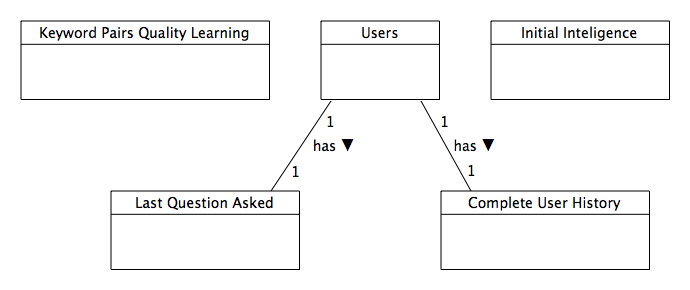 Keyword Pairs Quality Learning
Users
Initial Inteligence
1
1
has ▼
has ▼
1
1
Last Question Asked
Complete User History